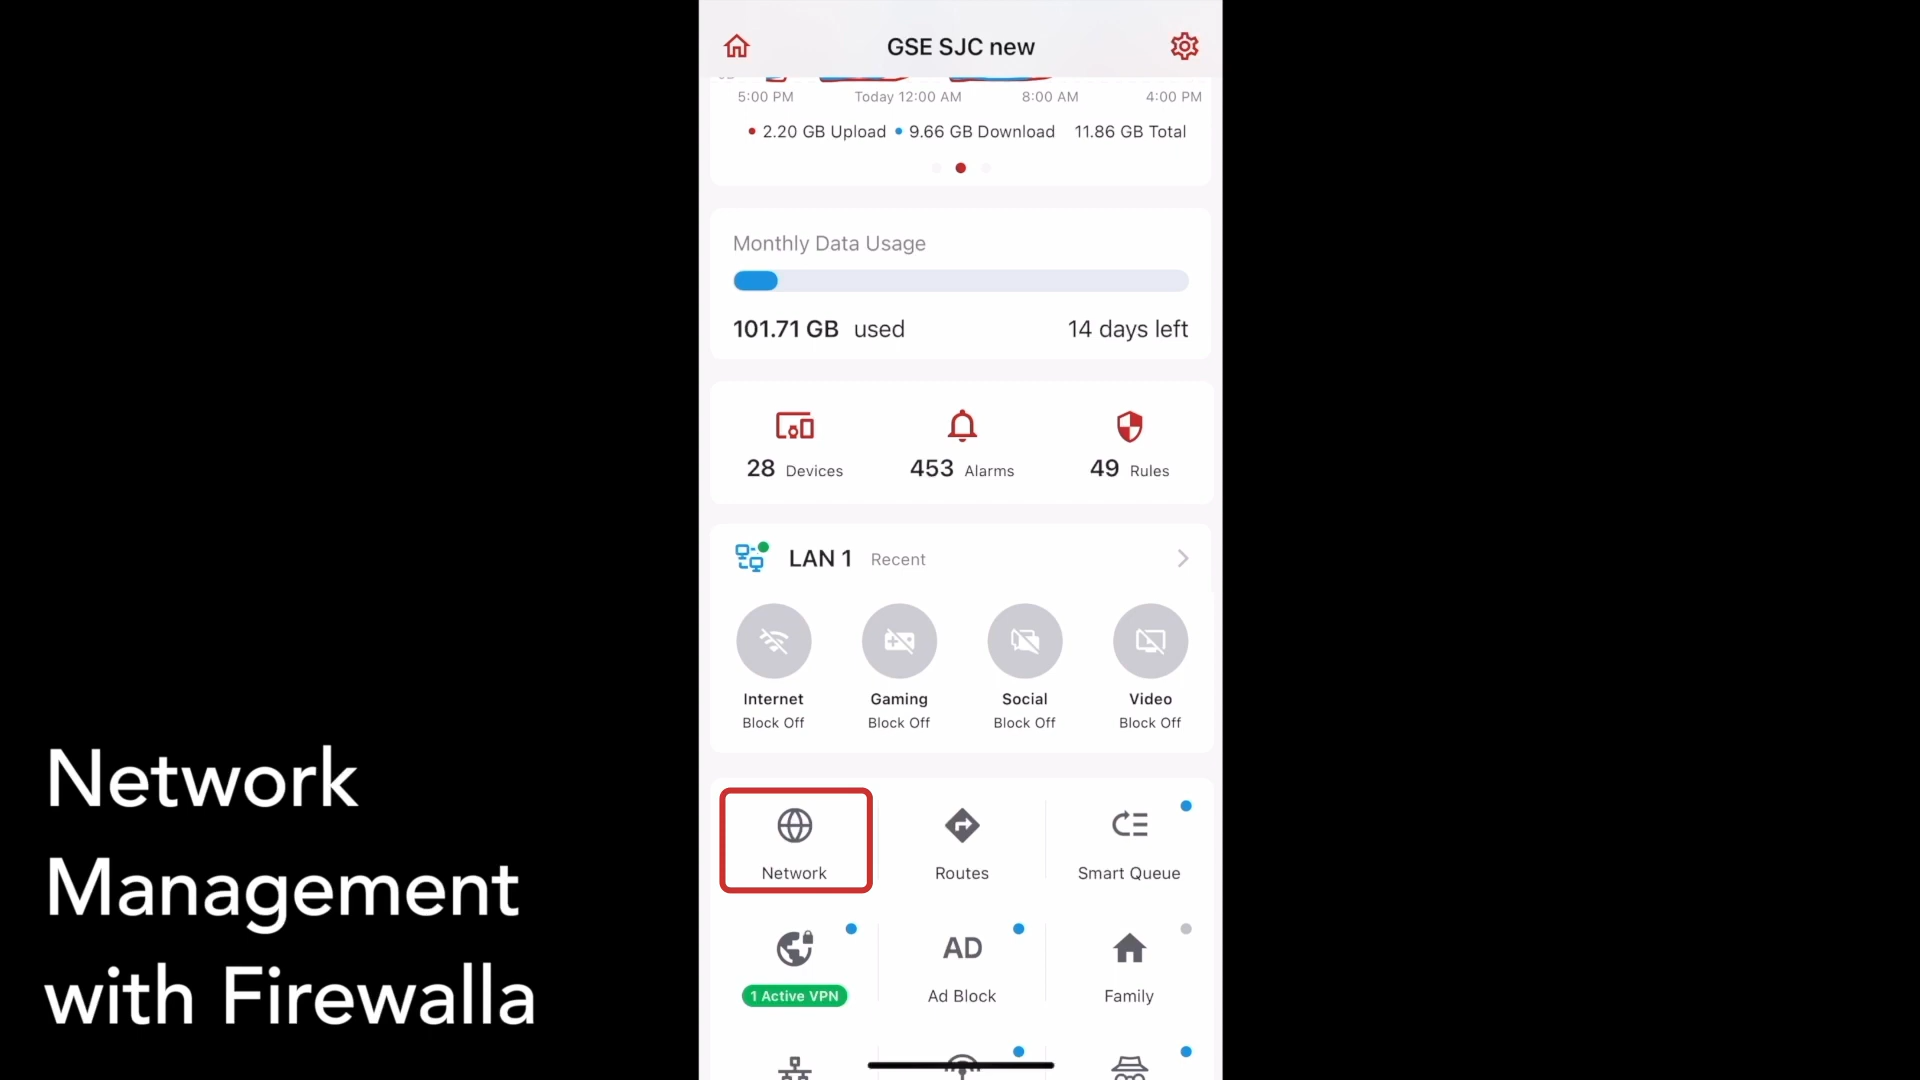 GSE SJC new
5:00 PM Today 12:00 AM 8:00 AM 4:00 PM
2.20 GB Upload 9.66 GB Download 11.86 GB Total
Monthly Data Usage
101.71 GB used 14 days left
28 Devices 453 Alarms 49 Rules
LAN 1 Recent
Internet Gaming Social Video
Block Off Block Off Block Off Block Off
Network Routes Smart Queue
AD
1 Active VPN Ad Block Family
Network
Management
with Firewalla